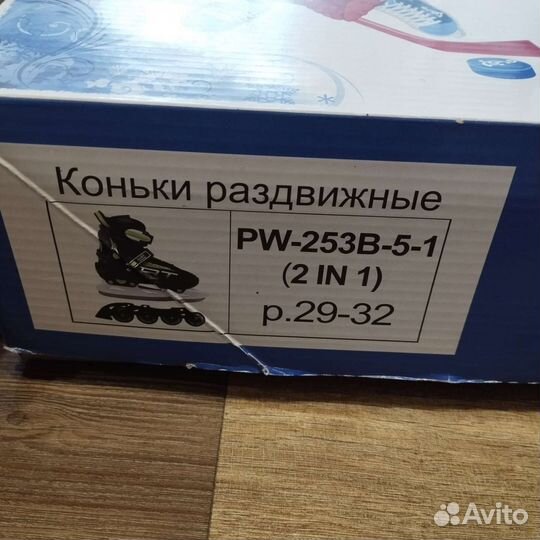 Коньки раздвижные
PW-253B-5-1
(2 IN 1)
р.29-32
Avito